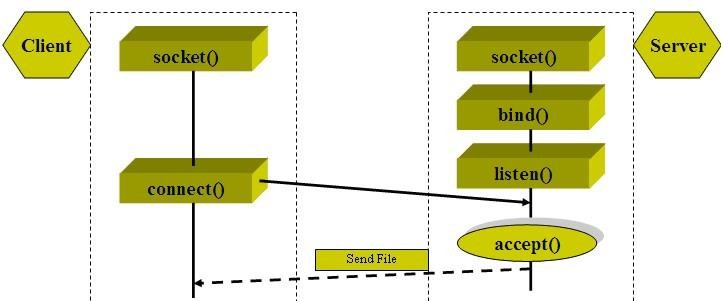 Client
socket()
socket()
Server
bind()
listen()
connect()
accept()
Send File